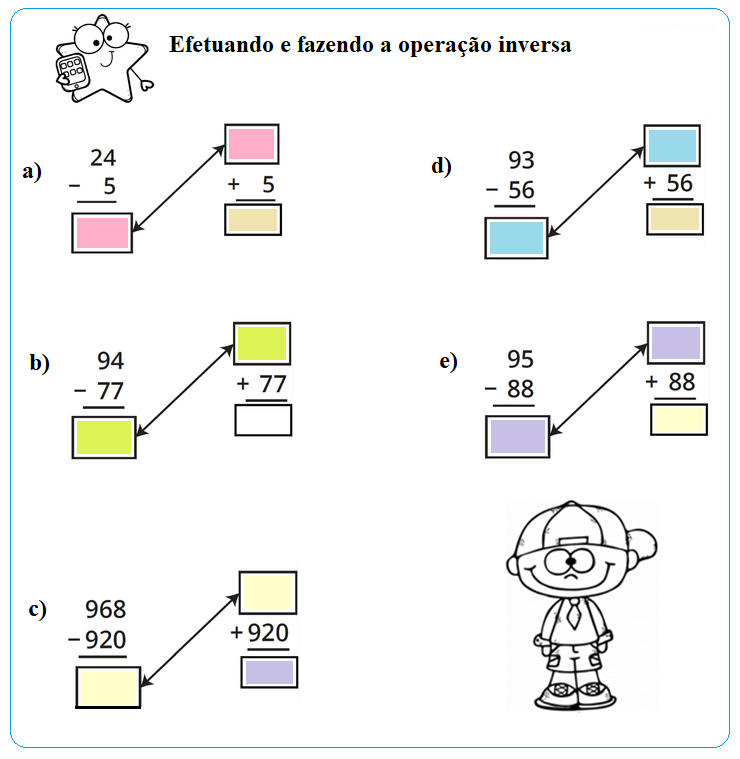 Efetuando e fazendo a operação inversa
a)
24
− 5
+ 5
b)
94
− 77
+ 77
c)
968
−920
+920
d)
93
− 56
+ 56
e)
95
− 88
+ 88